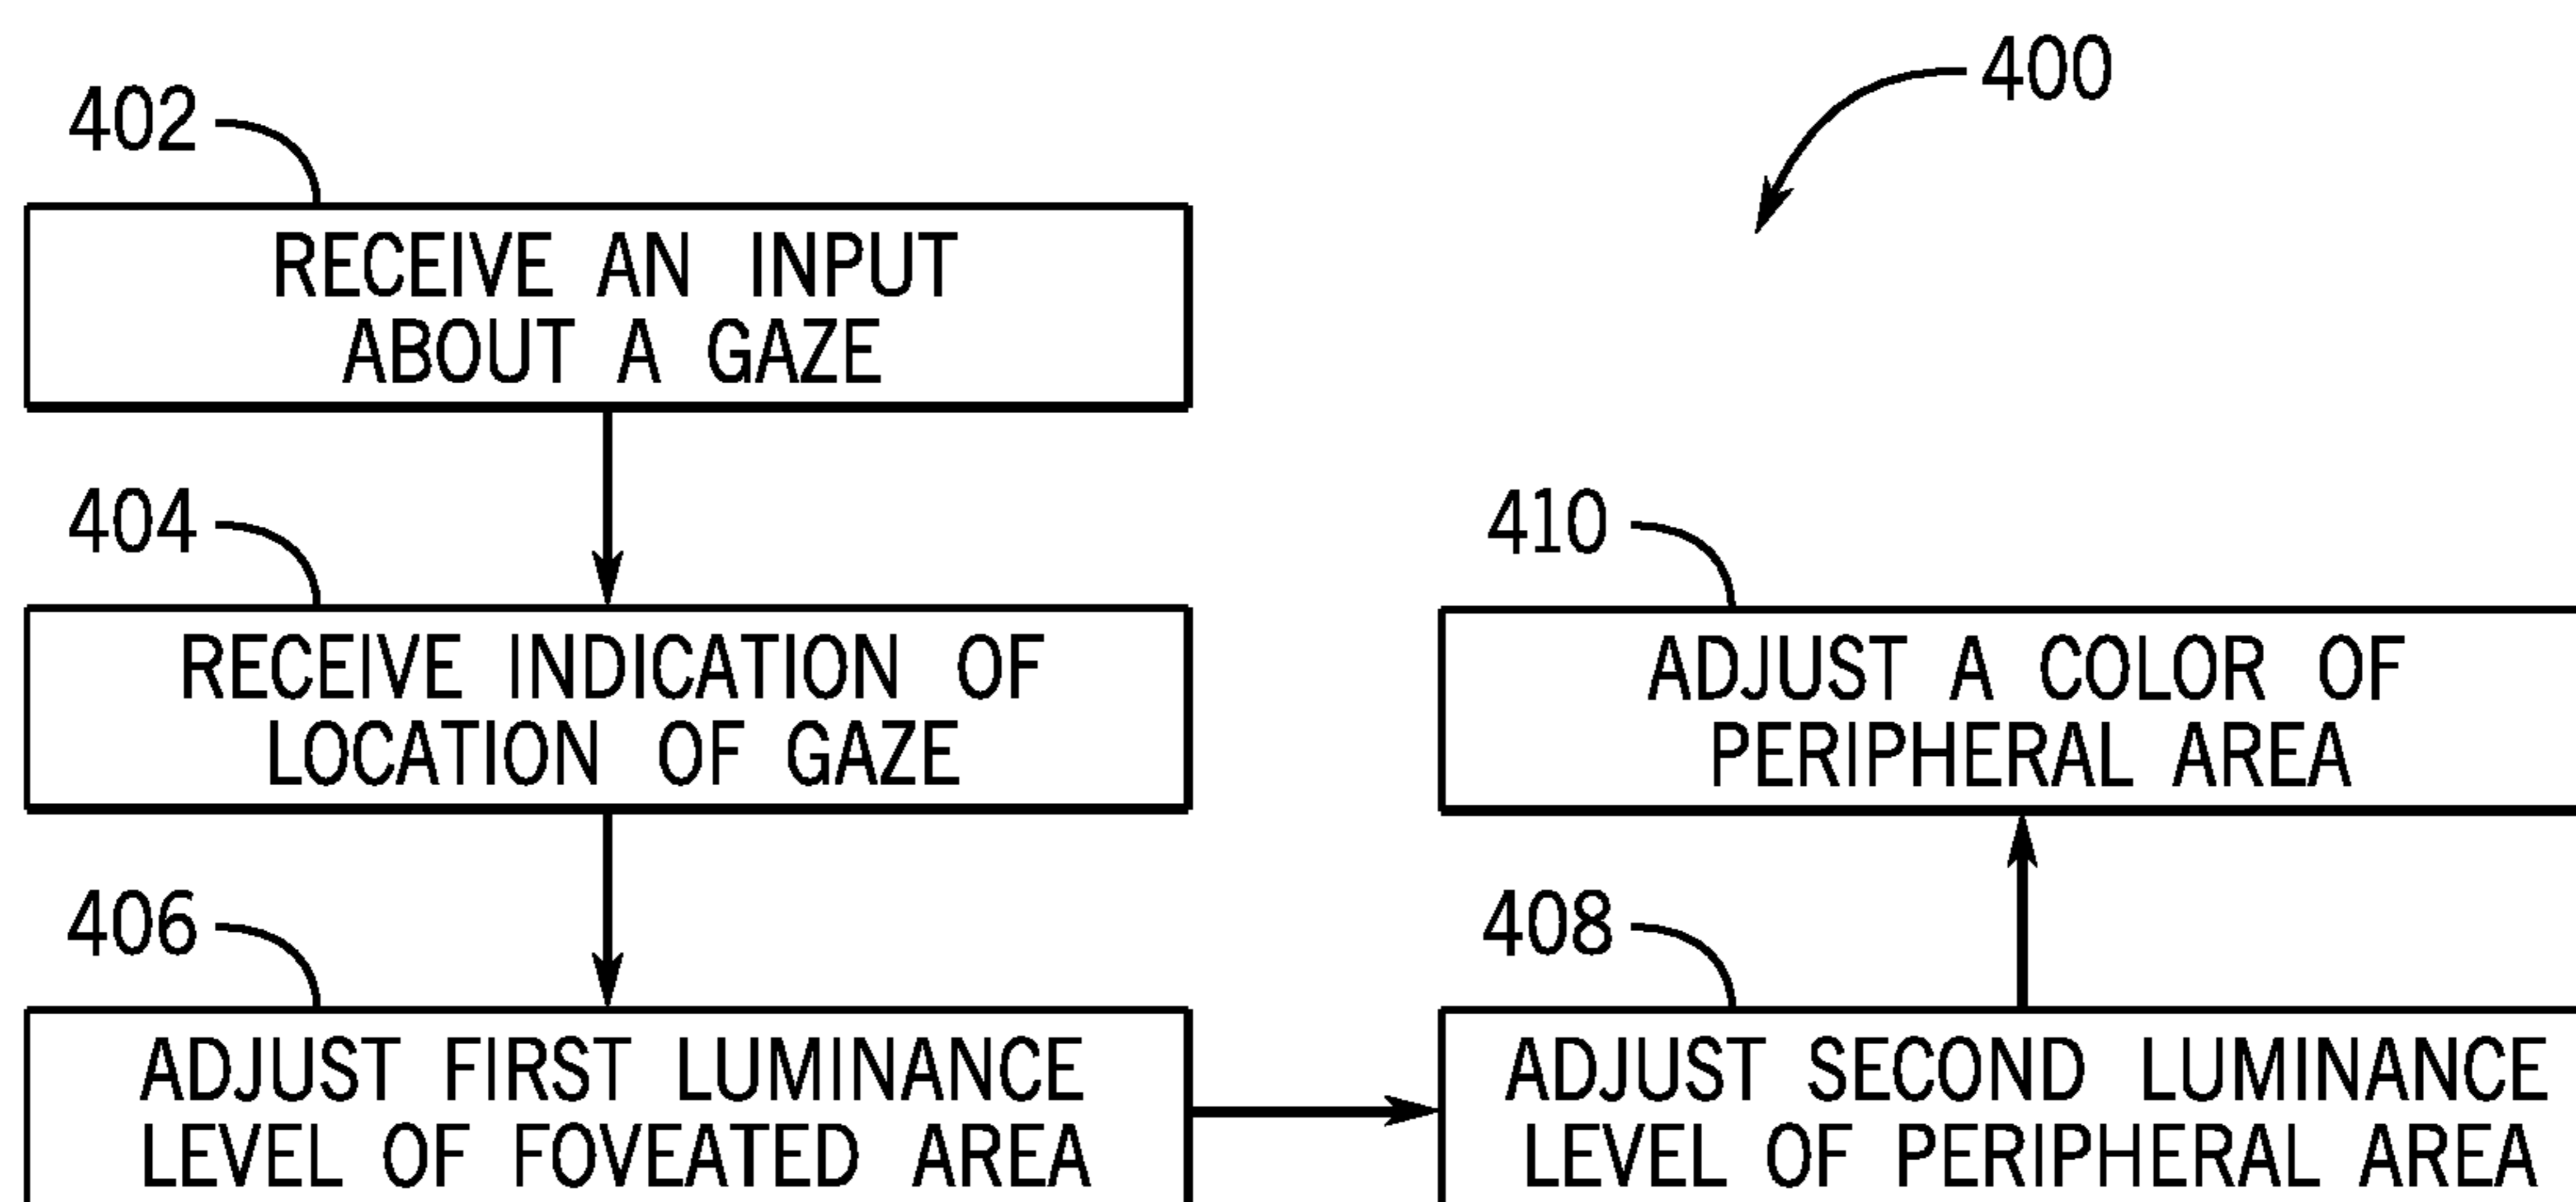 400
402
RECEIVE AN INPUT
ABOUT A GAZE
404
RECEIVE INDICATION OF
LOCATION OF GAZE
406
ADJUST FIRST LUMINANCE
LEVEL OF FOVEATED AREA
408
ADJUST SECOND LUMINANCE
LEVEL OF PERIPHERAL AREA
410
ADJUST A COLOR OF
PERIPHERAL AREA